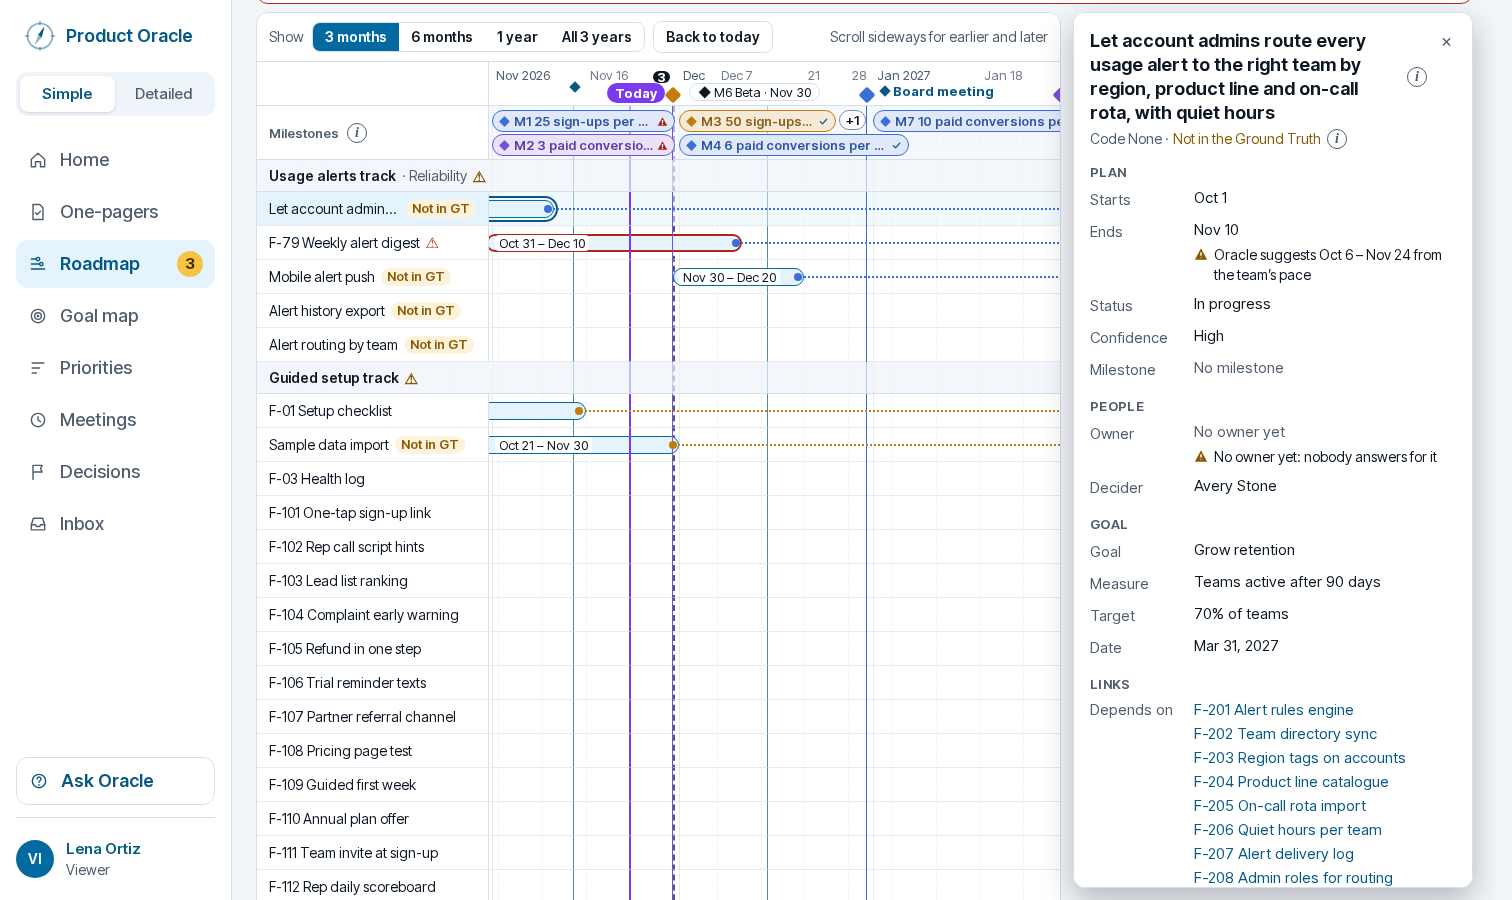 Product Oracle
Simple
Detailed
Home
One-pagers
Roadmap
3
Goal map
Priorities
Meetings
Decisions
Inbox
Ask Oracle
VI
Lena Ortiz
Viewer
Show
3 months
6 months
1 year
All 3 years
Back to today
Scroll sideways for earlier and later
Nov 2026
Nov 16
3
Dec
Dec 7
21
28
Jan 2027
Jan 18
Today
M6 Beta · Nov 30
Board meeting
Milestones
i
M1 25 sign-ups per ...
M3 50 sign-ups...
+1
M7 10 paid conversions pe
M2 3 paid conversio...
M4 6 paid conversions per ...
Usage alerts track · Reliability
Let account admin...
Not in GT
F-79 Weekly alert digest
Oct 31 – Dec 10
Mobile alert push
Not in GT
Nov 30 – Dec 20
Alert history export
Not in GT
Alert routing by team
Not in GT
Guided setup track
F-01 Setup checklist
Sample data import
Not in GT
Oct 21 – Nov 30
F-03 Health log
F-101 One-tap sign-up link
F-102 Rep call script hints
F-103 Lead list ranking
F-104 Complaint early warning
F-105 Refund in one step
F-106 Trial reminder texts
F-107 Partner referral channel
F-108 Pricing page test
F-109 Guided first week
F-110 Annual plan offer
F-111 Team invite at sign-up
F-112 Rep daily scoreboard
Let account admins route every
usage alert to the right team by
region, product line and on-call
rota, with quiet hours
i
×
Code None · Not in the Ground Truth
i
PLAN
Starts
Oct 1
Ends
Nov 10
Oracle suggests Oct 6 – Nov 24 from
the team's pace
Status
In progress
Confidence
High
Milestone
No milestone
PEOPLE
Owner
No owner yet
No owner yet: nobody answers for it
Decider
Avery Stone
GOAL
Goal
Grow retention
Measure
Teams active after 90 days
Target
70% of teams
Date
Mar 31, 2027
LINKS
Depends on
F-201 Alert rules engine
F-202 Team directory sync
F-203 Region tags on accounts
F-204 Product line catalogue
F-205 On-call rota import
F-206 Quiet hours per team
F-207 Alert delivery log
F-208 Admin roles for routing